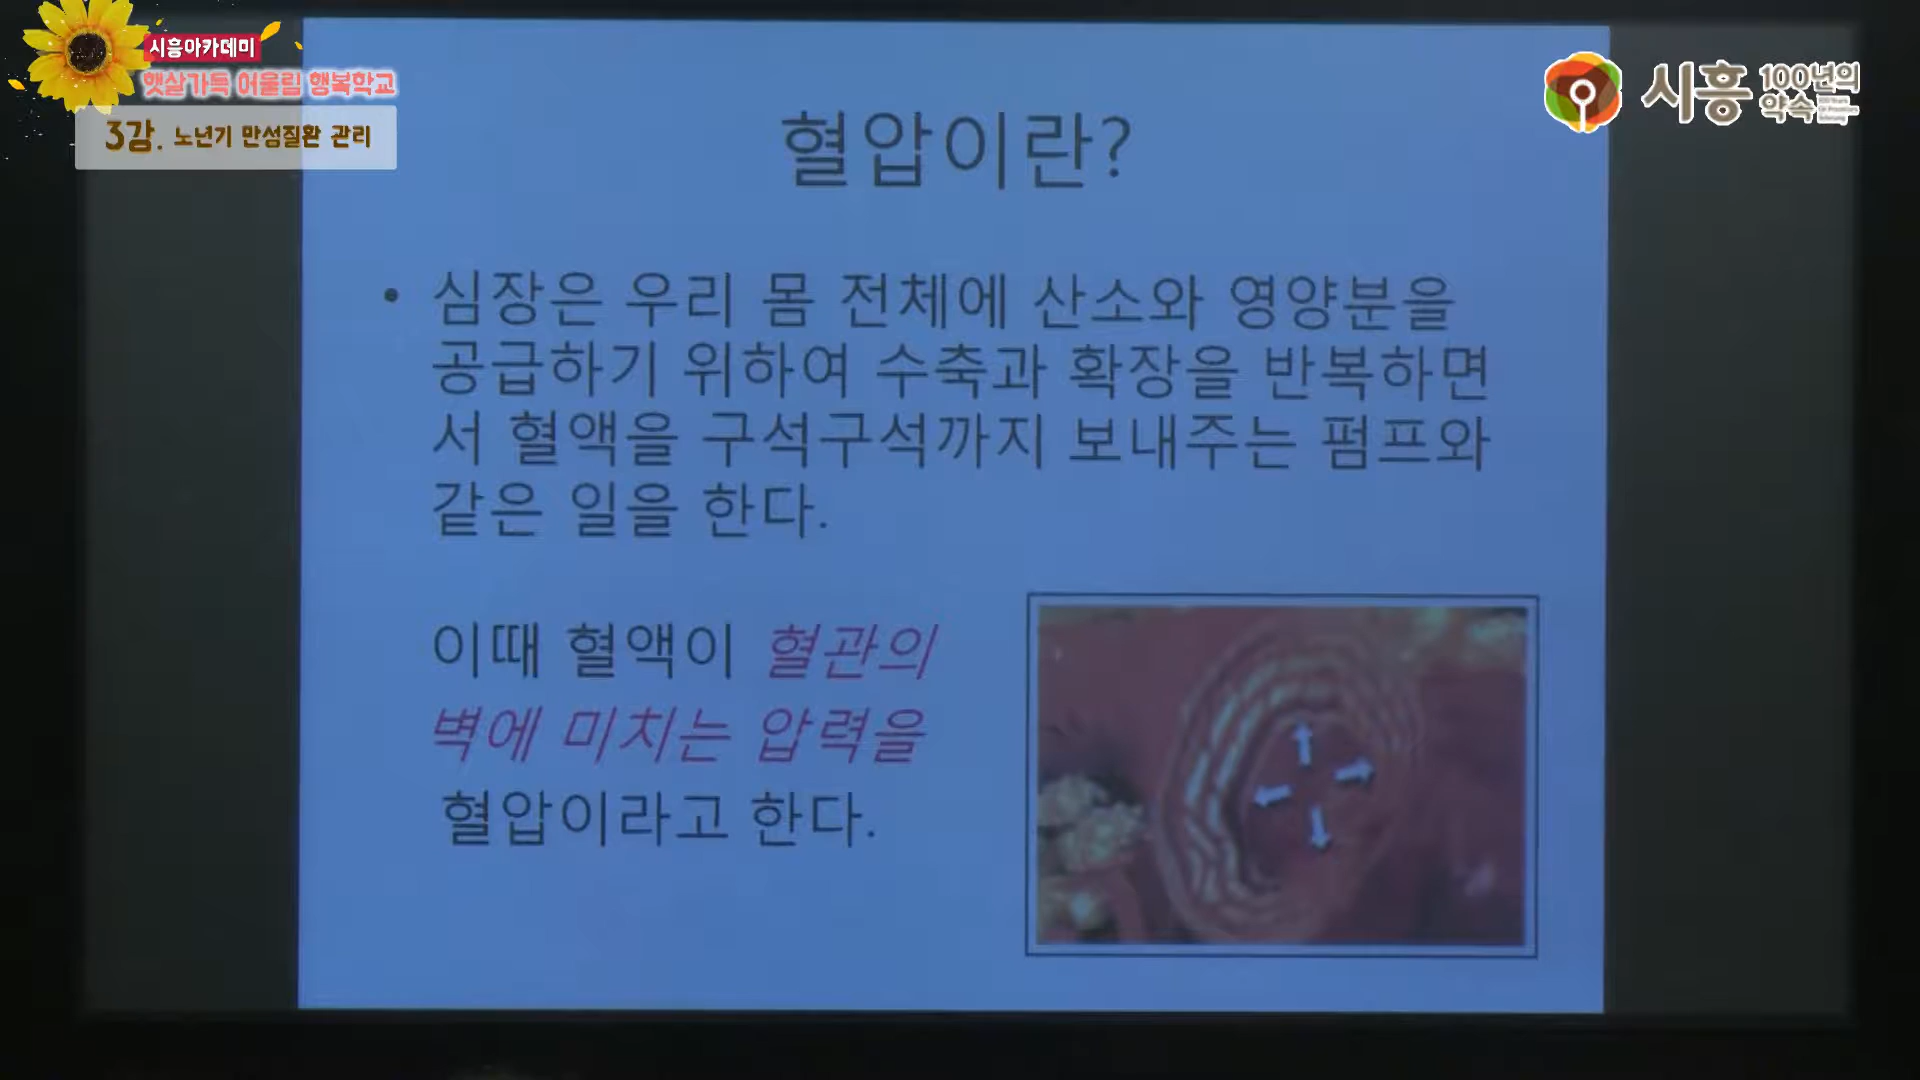 시흥아카데미
햇살가득 어울림 행복학교
3강. 노년기 만성질환 관리
시흥 100년의
약속
혈압이란?
• 심장은 우리 몸 전체에 산소와 영양분을
공급하기 위하여 수축과 확장을 반복하면
서 혈액을 구석구석까지 보내주는 펌프와
같은 일을 한다.
이때 혈액이 혈관의
벽에 미치는 압력을
혈압이라고 한다.